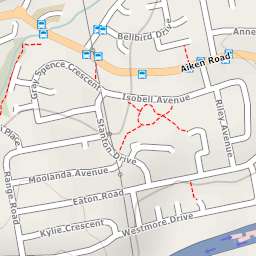 Bellbird Drive
Anne
Aiken Road
Gray Spence Crescent
Isobell Avenue
Riley Avenue
Place
Stanton Drive
Moolanda Avenue
Range Road
Eaton Road
Kylie Crescent
Westmore Drive